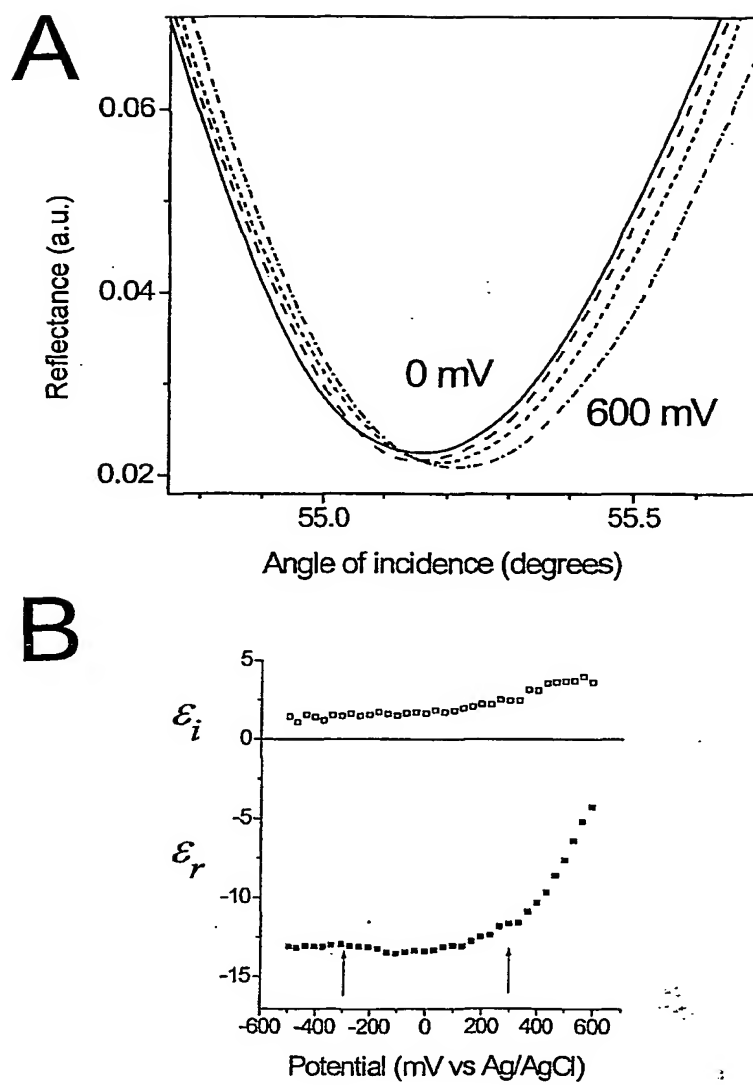 A
0.06
0.04
0.02
Reflectance (a.u.)
0 mV
600 mV
55.0 55.5
Angle of incidence (degrees)
B
5
0
-5
-10
-15
εi
εr
-600 -400 -200 0 200 400 600
Potential (mV vs Ag/AgCl)